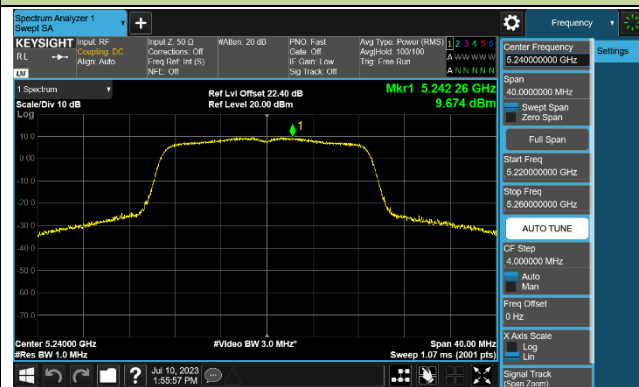 Spectrum Analyzer 1
Swept SA
Frequency
KEYSIGHT
RL
LXI
Input: RF
Coupling: DC
Align: Auto
Input Z: 50 Ω
Corrections: Off
Freq Ref: Int (S)
NFE: Off
#Atten: 20 dB
PNO: Fast
Gate: Off
IF Gain: Low
Sig Track: Off
Avg Type: Power (RMS)
Avg|Hold: 100/100
Trig: Free Run
1 2 3 4 5 6
A W W W W W
A N N N N N
1 Spectrum
Scale/Div 10 dB
Log
Ref Lvl Offset 22.40 dB
Ref Level 20.00 dBm
Mkr1 5.242 26 GHz
9.674 dBm
1
10.0
0.00
-10.0
-20.0
-30.0
-40.0
-50.0
-60.0
-70.0
Center 5.24000 GHz
#Res BW 1.0 MHz
#Video BW 3.0 MHz*
Span 40.00 MHz
Sweep 1.07 ms (2001 pts)
Jul 10, 2023
1:55:57 PM
Center Frequency
5.240000000 GHz
Settings
Span
40.0000000 MHz
Swept Span
Zero Span
Full Span
Start Freq
5.220000000 GHz
Stop Freq
5.260000000 GHz
AUTO TUNE
CF Step
4.000000 MHz
Auto
Man
Freq Offset
0 Hz
X Axis Scale
Log
Lin
Signal Track
(Span Zoom)